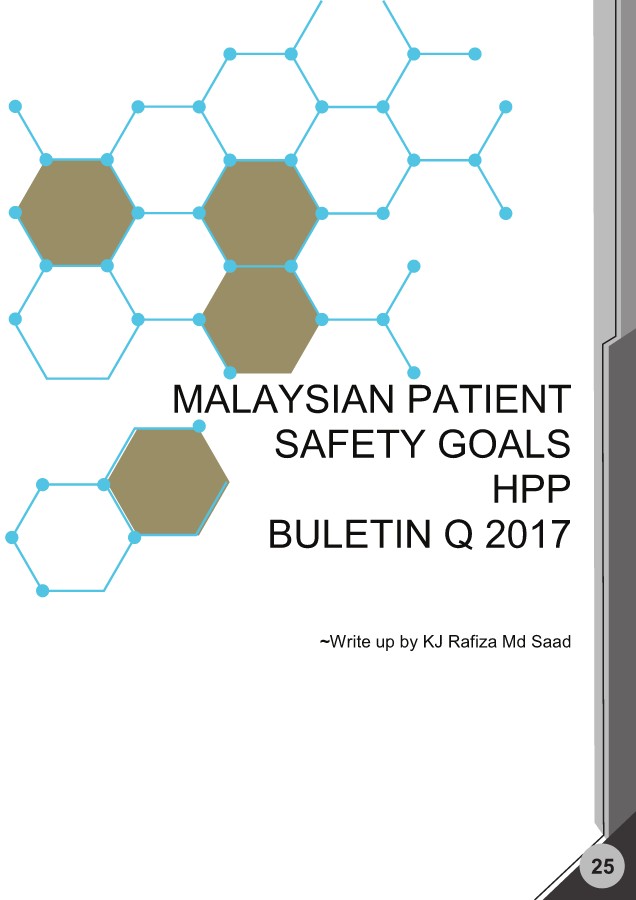 MALAYSIAN PATIENT
SAFETY GOALS
HPP
BULETIN Q 2017
~Write up by KJ Rafiza Md Saad
25